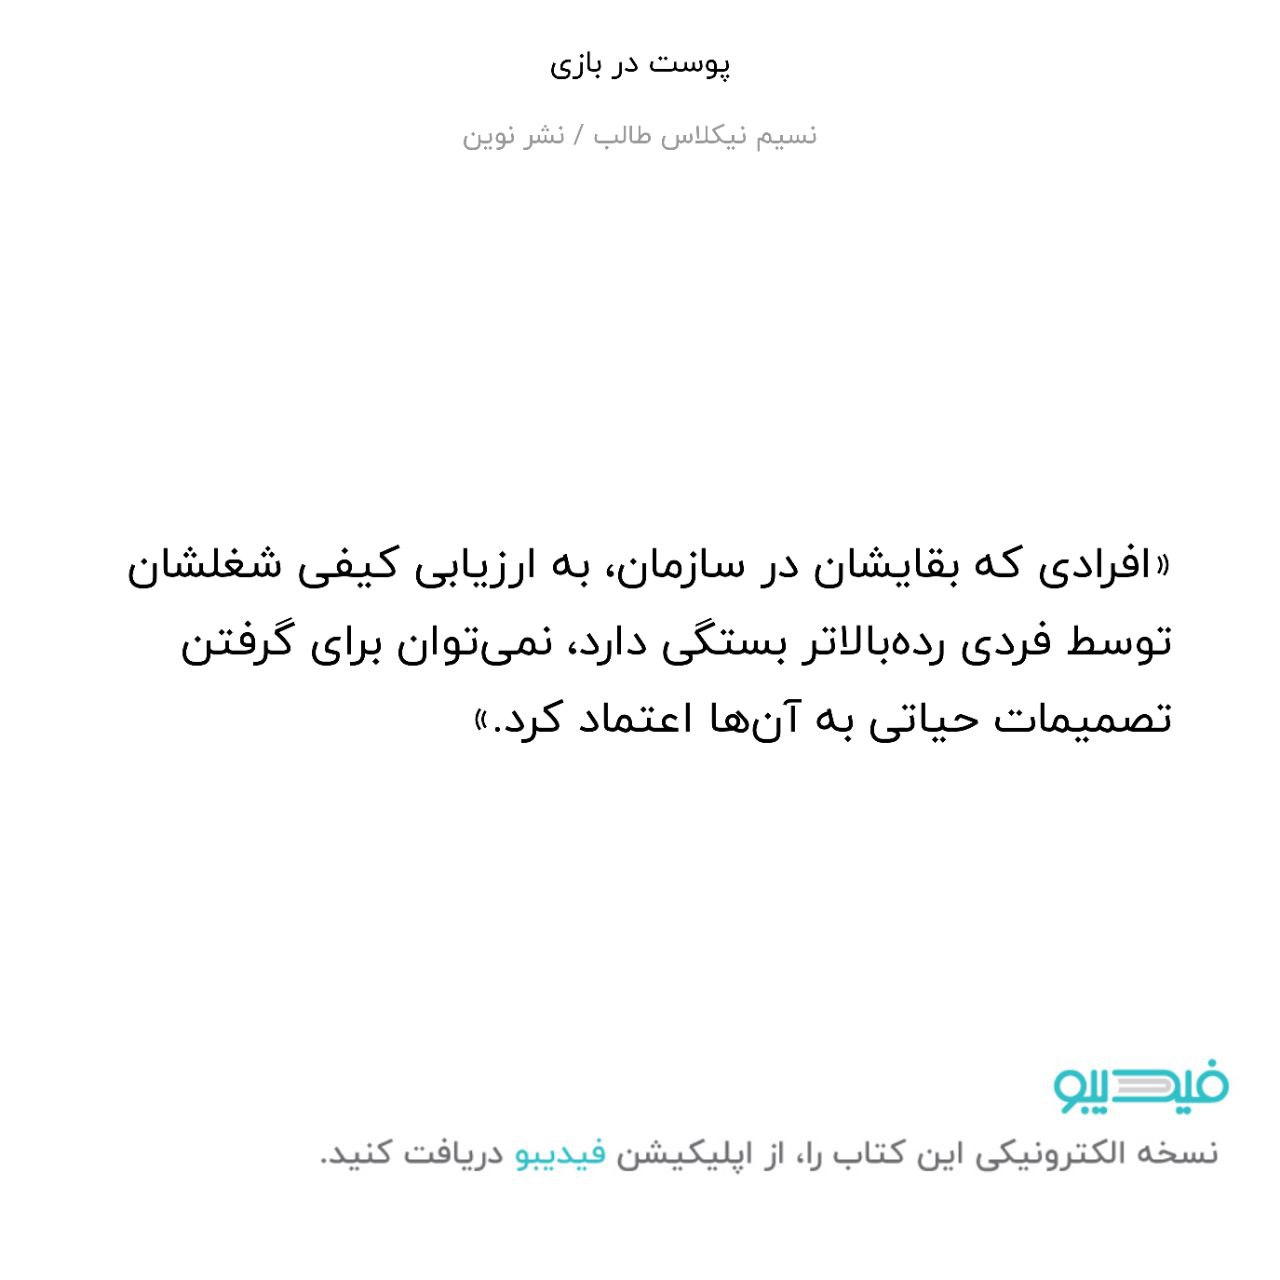 پوست در بازی
نسیم نیکلاس طالب / نشر نوین
«افرادی که بقایشان در سازمان، به ارزیابی کیفی شغلشان
توسط فردی رده‌بالاتر بستگی دارد، نمی‌توان برای گرفتن
تصمیمات حیاتی به آن‌ها اعتماد کرد.»
فیدیبو
نسخه الکترونیکی این کتاب را، از اپلیکیشن فیدیبو دریافت کنید.